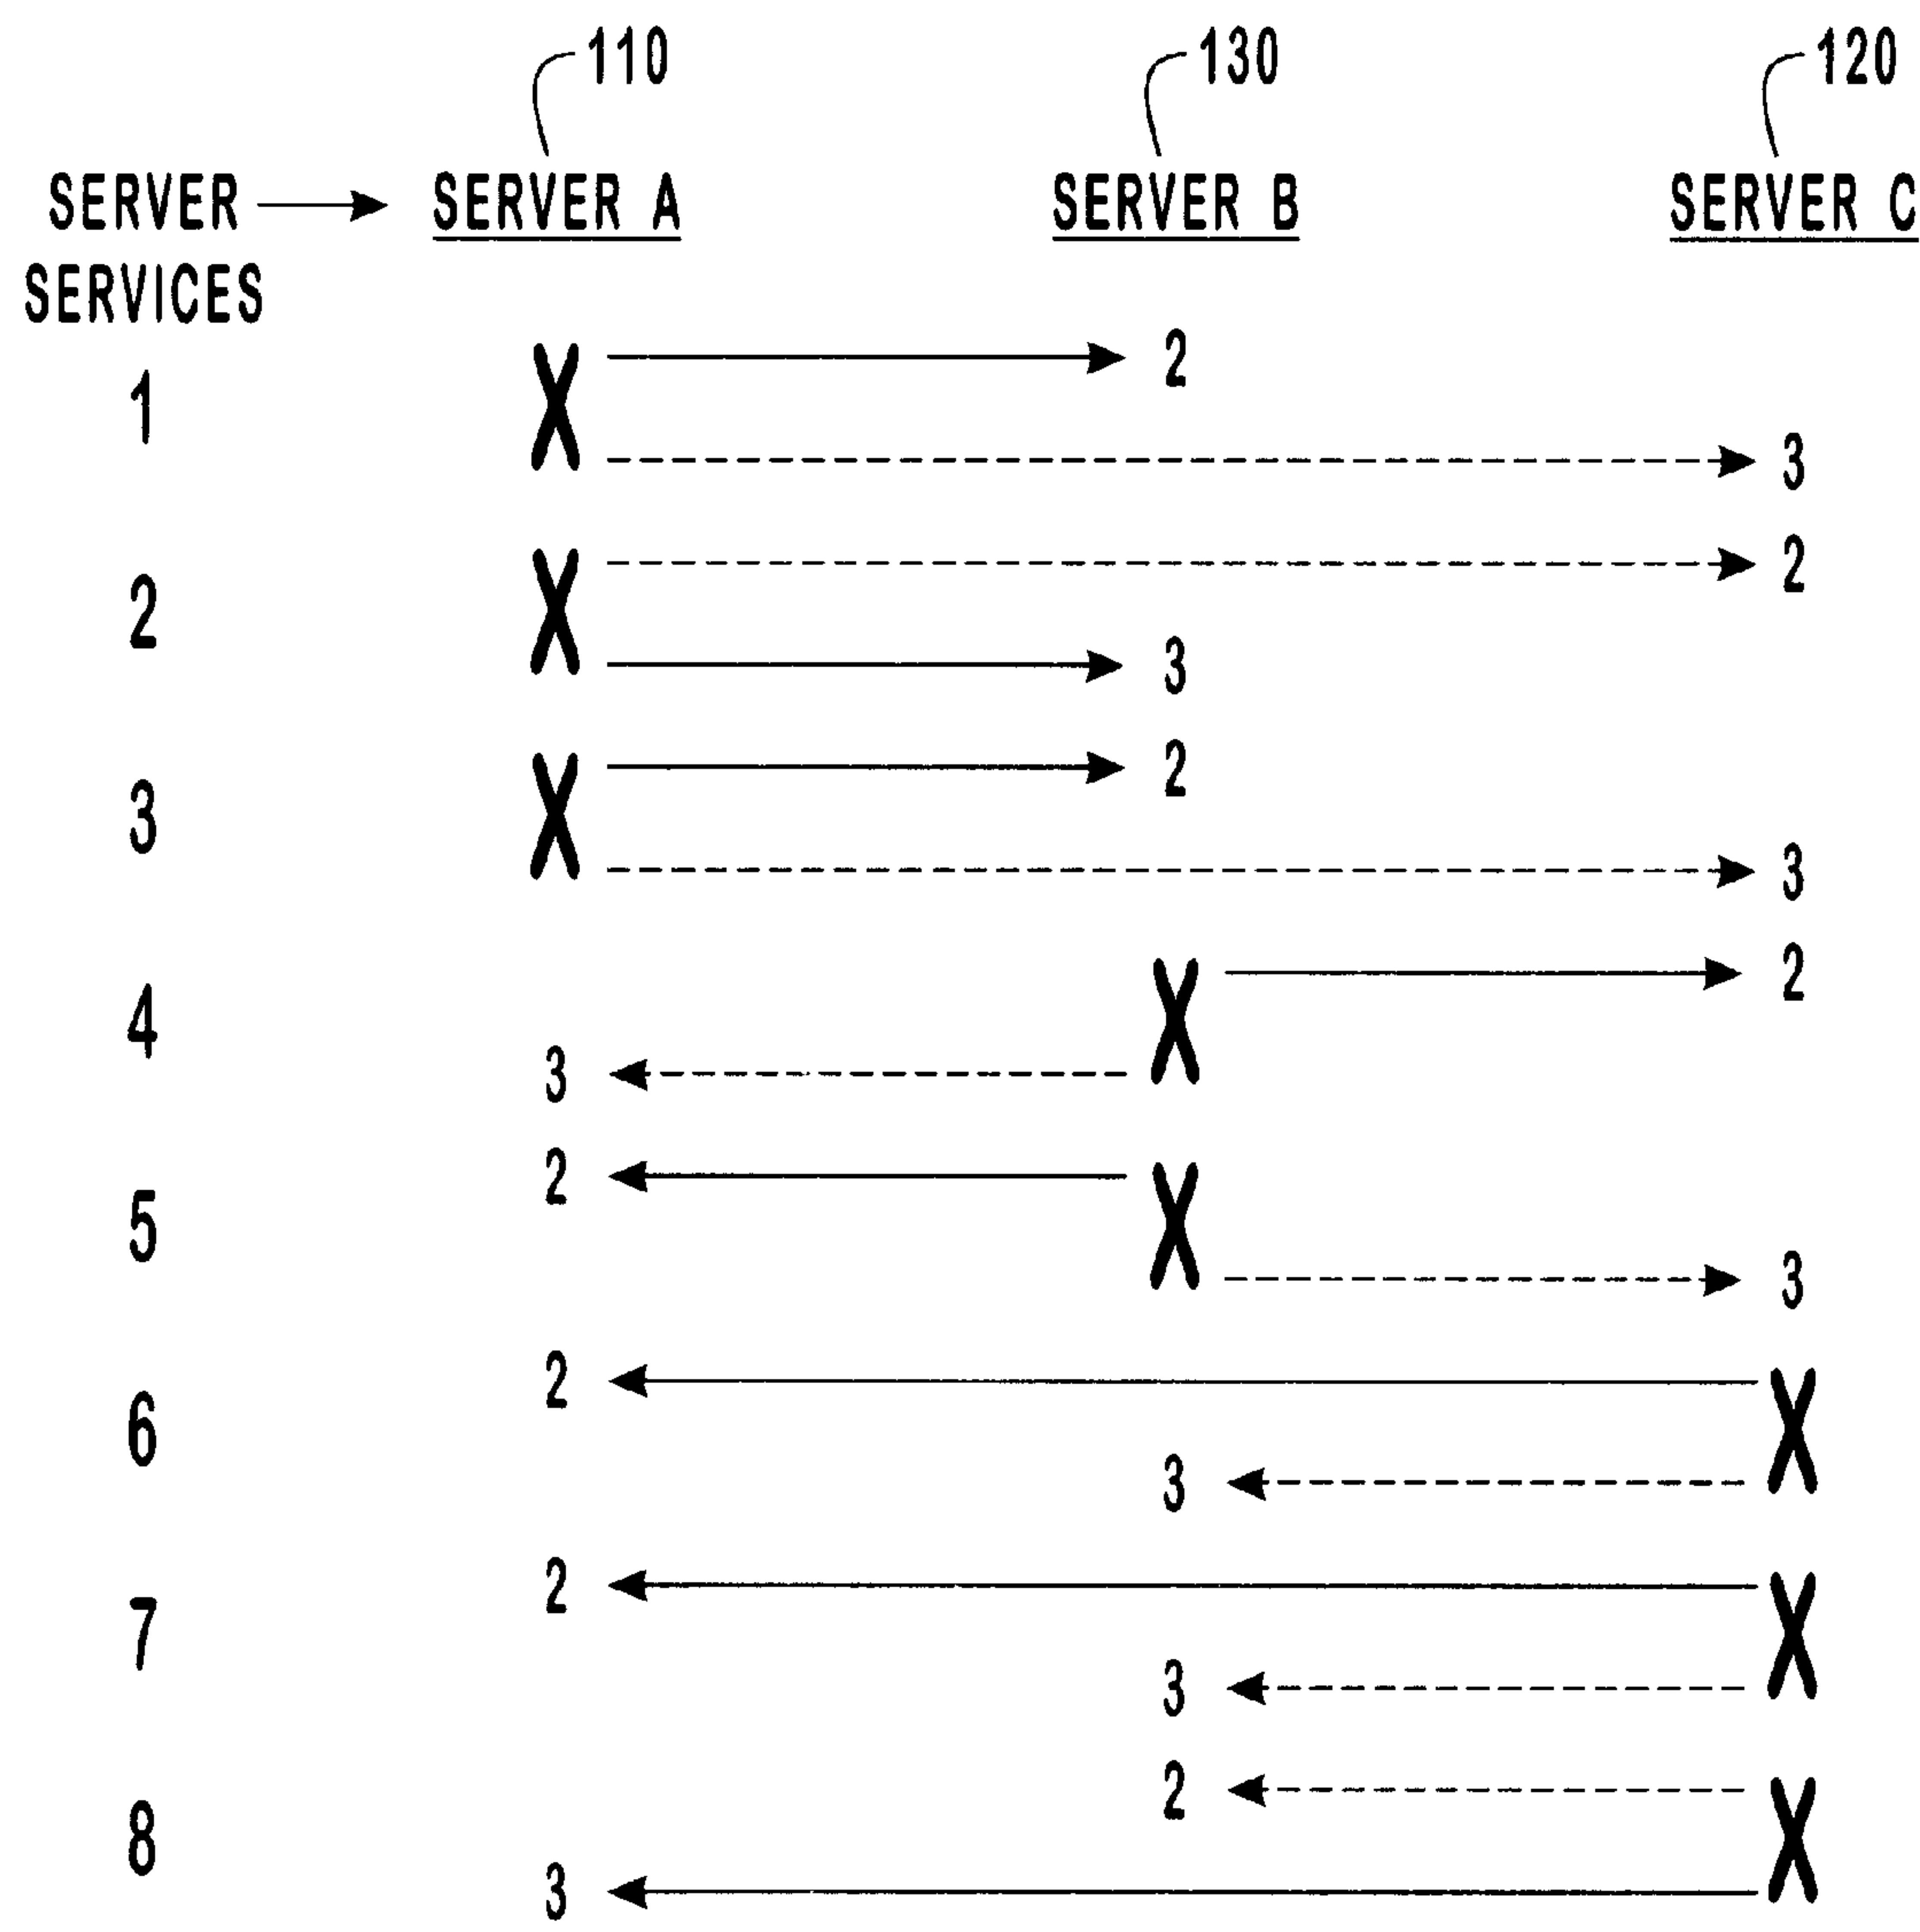 110 130 120
SERVER SERVER A SERVER B SERVER C
SERVICES
1 X 2
3
2 X 2
3
3 X 2
3
4 X 2
3
5 2 X
3
6 2 X
3
7 2 X
3
8 2 X
3